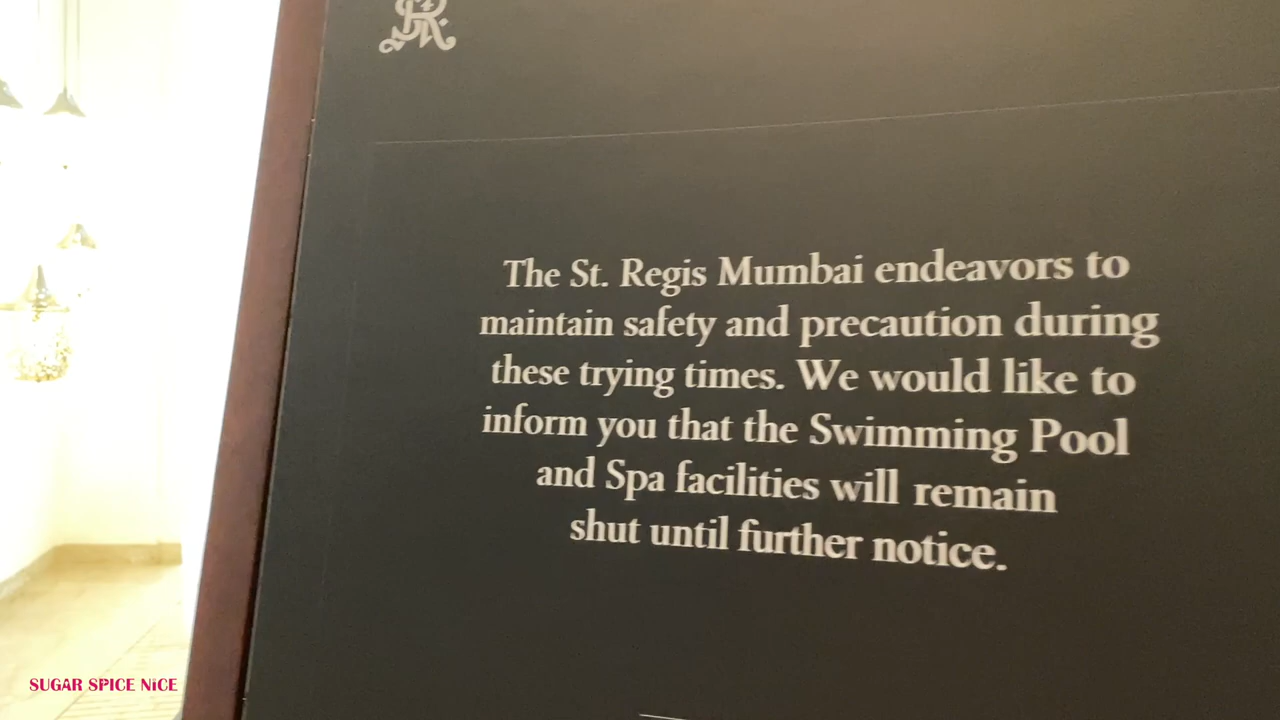 The St. Regis Mumbai endeavors to
maintain safety and precaution during
these trying times. We would like to
inform you that the Swimming Pool
and Spa facilities will remain
shut until further notice.
SUGAR SPICE NiCE